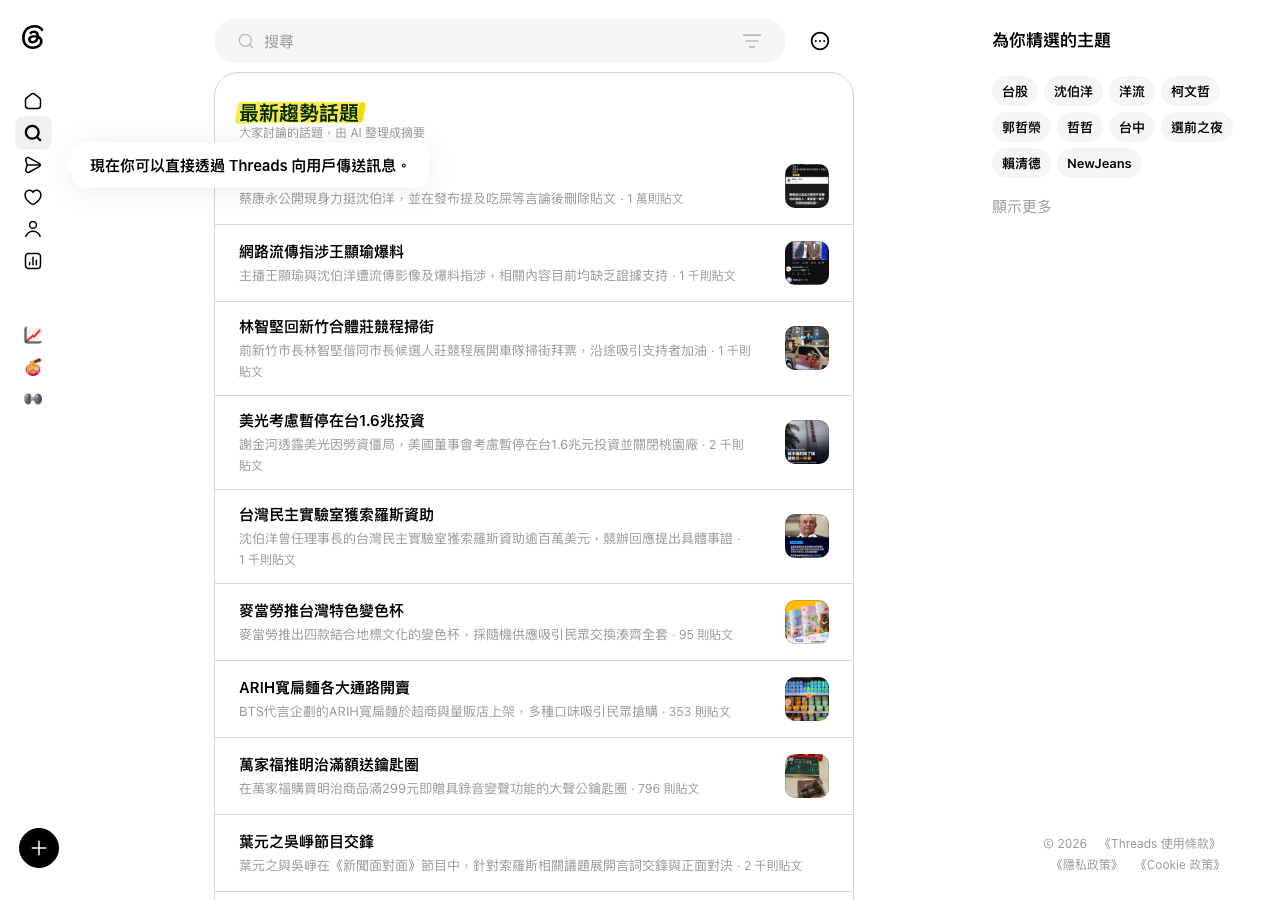 搜尋
最新趨勢話題
大家討論的話題，由 AI 整理成摘要
現在你可以直接透過 Threads 向用戶傳送訊息。
蔡康永公開現身力挺沈伯洋，並在發布提及吃屎等言論後刪除貼文 · 1 萬則貼文
網路流傳指涉王顯瑜爆料
主播王顯瑜與沈伯洋遭流傳影像及爆料指涉，相關內容目前均缺乏證據支持 · 1 千則貼文
林智堅回新竹合體莊競程掃街
前新竹市長林智堅偕同市長候選人莊競程展開車隊掃街拜票，沿途吸引支持者加油 · 1 千則
貼文
美光考慮暫停在台1.6兆投資
謝金河透露美光因勞資僵局，美國董事會考慮暫停在台1.6兆元投資並關閉桃園廠 · 2 千則
貼文
台灣民主實驗室獲索羅斯資助
沈伯洋曾任理事長的台灣民主實驗室獲索羅斯資助逾百萬美元，競辦回應提出具體事證 ·
1 千則貼文
麥當勞推台灣特色變色杯
麥當勞推出四款結合地標文化的變色杯，採隨機供應吸引民眾交換湊齊全套 · 95 則貼文
ARIH寬扁麵各大通路開賣
BTS代言企劃的ARIH寬扁麵於超商與量販店上架，多種口味吸引民眾搶購 · 353 則貼文
萬家福推明治滿額送鑰匙圈
在萬家福購買明治商品滿299元即贈具錄音變聲功能的大聲公鑰匙圈 · 796 則貼文
葉元之吳崢節目交鋒
葉元之與吳崢在《新聞面對面》節目中，針對索羅斯相關議題展開言詞交鋒與正面對決 · 2 千則貼文
為你精選的主題
台股 沈伯洋 洋流 柯文哲
郭哲榮 哲哲 台中 選前之夜
賴清德 NewJeans
顯示更多
© 2026 《Threads 使用條款》
《隱私政策》 《Cookie 政策》